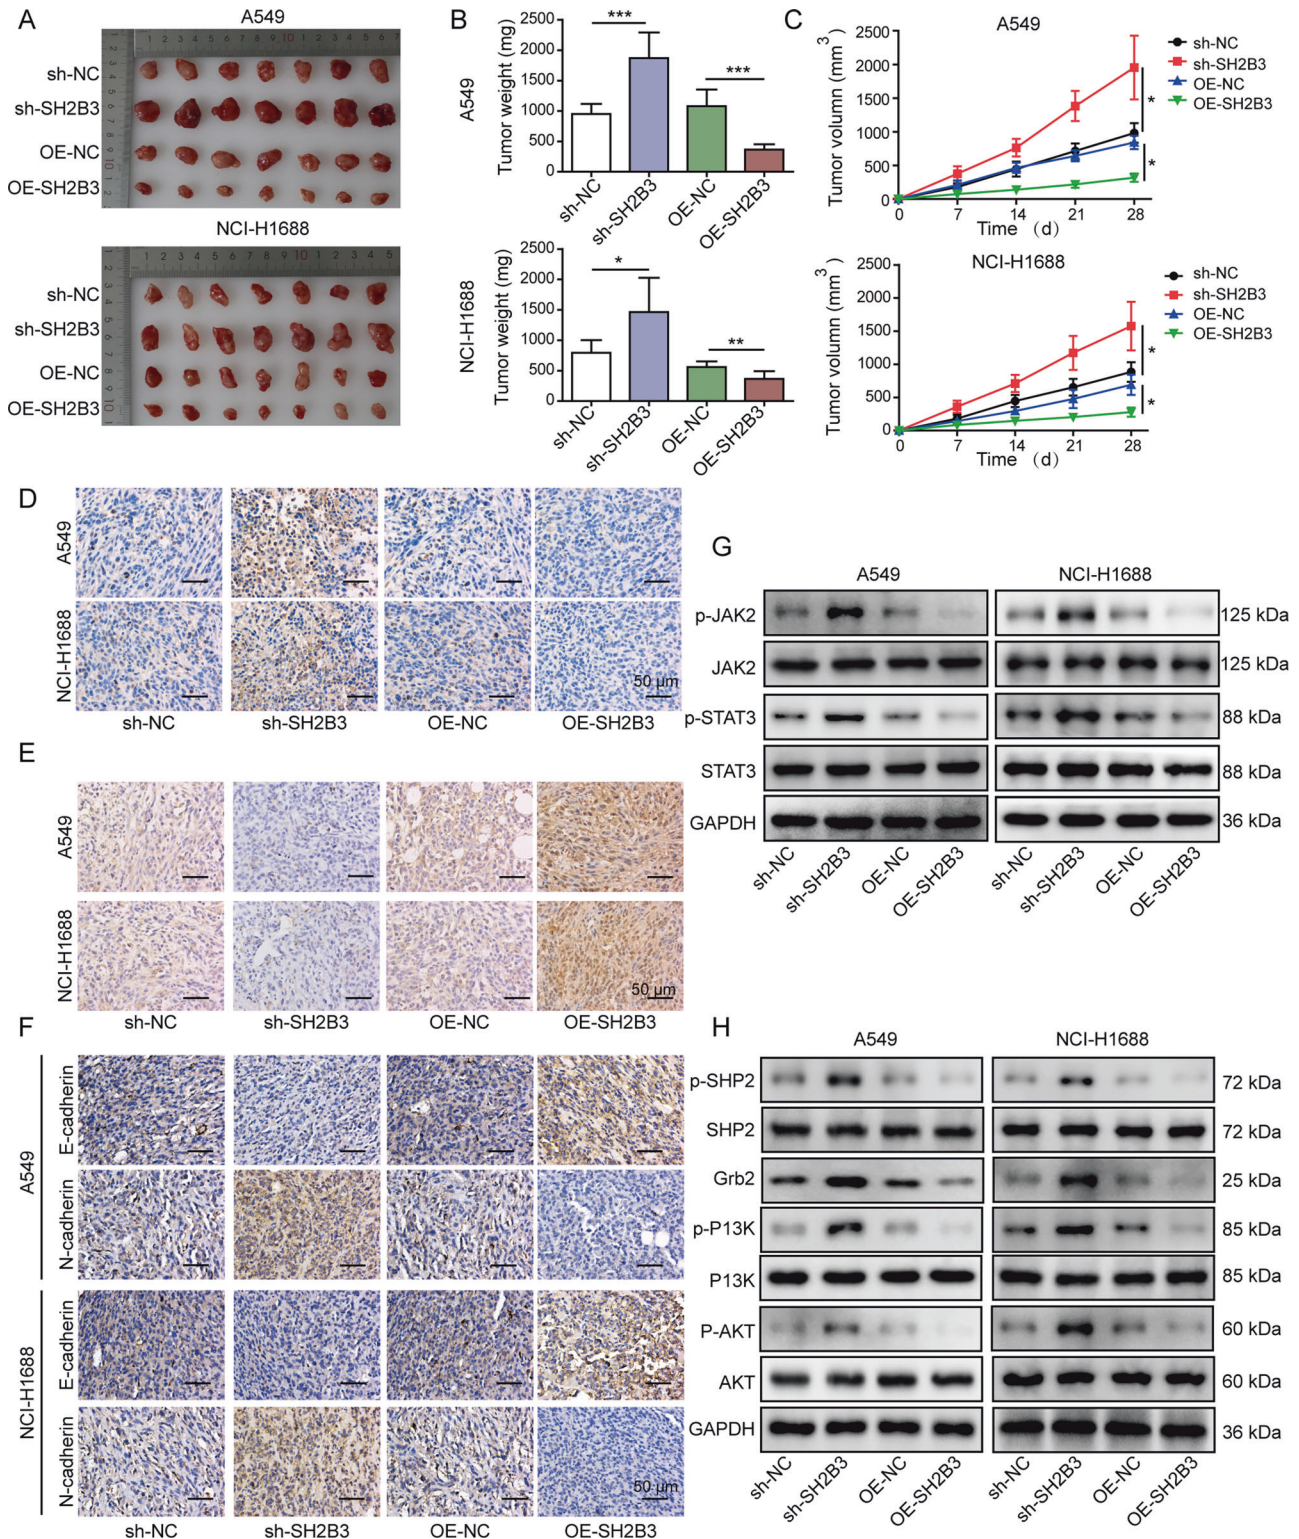 A
A549
sh-NC
sh-SH2B3
OE-NC
OE-SH2B3
NCI-H1688
sh-NC
sh-SH2B3
OE-NC
OE-SH2B3
B
A549
Tumor weight (mg)
2500
2000
1500
1000
500
0
***
***
sh-NC
sh-SH2B3
OE-NC
OE-SH2B3
NCI-H1688
Tumor weight (mg)
2500
2000
1500
1000
500
0
*
**
sh-NC
sh-SH2B3
OE-NC
OE-SH2B3
C
A549
Tumor volumn (mm3)
2500
2000
1500
1000
500
0
0 7 14 21 28
Time (d)
sh-NC
sh-SH2B3
OE-NC
OE-SH2B3
*
*
NCI-H1688
Tumor volumn (mm3)
2500
2000
1500
1000
500
0
0 7 14 21 28
Time (d)
sh-NC
sh-SH2B3
OE-NC
OE-SH2B3
*
*
D
A549
NCI-H1688
50 μm
sh-NC sh-SH2B3 OE-NC OE-SH2B3
E
A549
NCI-H1688
50 μm
sh-NC sh-SH2B3 OE-NC OE-SH2B3
F
A549
E-cadherin
N-cadherin
NCI-H1688
E-cadherin
N-cadherin
50 μm
sh-NC sh-SH2B3 OE-NC OE-SH2B3
G
A549 NCI-H1688
p-JAK2 125 kDa
JAK2 125 kDa
p-STAT3 88 kDa
STAT3 88 kDa
GAPDH 36 kDa
sh-NC sh-SH2B3 OE-NC OE-SH2B3 sh-NC sh-SH2B3 OE-NC OE-SH2B3
H
A549 NCI-H1688
p-SHP2 72 kDa
SHP2 72 kDa
Grb2 25 kDa
p-P13K 85 kDa
P13K 85 kDa
P-AKT 60 kDa
AKT 60 kDa
GAPDH 36 kDa
sh-NC sh-SH2B3 OE-NC OE-SH2B3 sh-NC sh-SH2B3 OE-NC OE-SH2B3